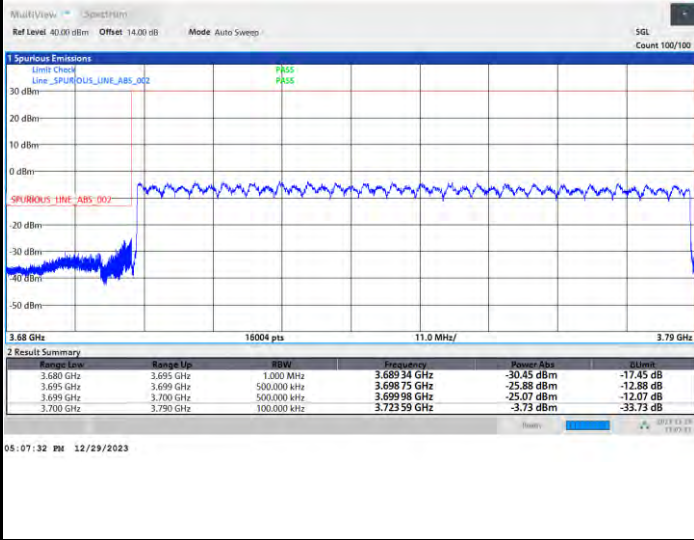 MultiView Spectrum
Ref Level 40.00 dBm Offset 14.00 dB Mode Auto Sweep SGL
Count 100/100
1 Spurious Emissions
Limit Check PASS
Line _SPURIOUS_LINE_ABS_002 PASS
30 dBm
20 dBm
10 dBm
0 dBm
SPURIOUS_LINE_ABS_002
-20 dBm
-30 dBm
-40 dBm
-50 dBm
3.68 GHz 16004 pts 11.0 MHz/ 3.79 GHz
2 Result Summary
Range Low Range Up RBW Frequency Power Abs ΔLimit
3.680 GHz 3.695 GHz 1.000 MHz 3.689 34 GHz -30.45 dBm -17.45 dB
3.695 GHz 3.699 GHz 500.000 kHz 3.698 75 GHz -25.88 dBm -12.88 dB
3.699 GHz 3.700 GHz 500.000 kHz 3.699 98 GHz -25.07 dBm -12.07 dB
3.700 GHz 3.790 GHz 100.000 kHz 3.723 59 GHz -3.73 dBm -33.73 dB
05:07:32 PM 12/29/2023